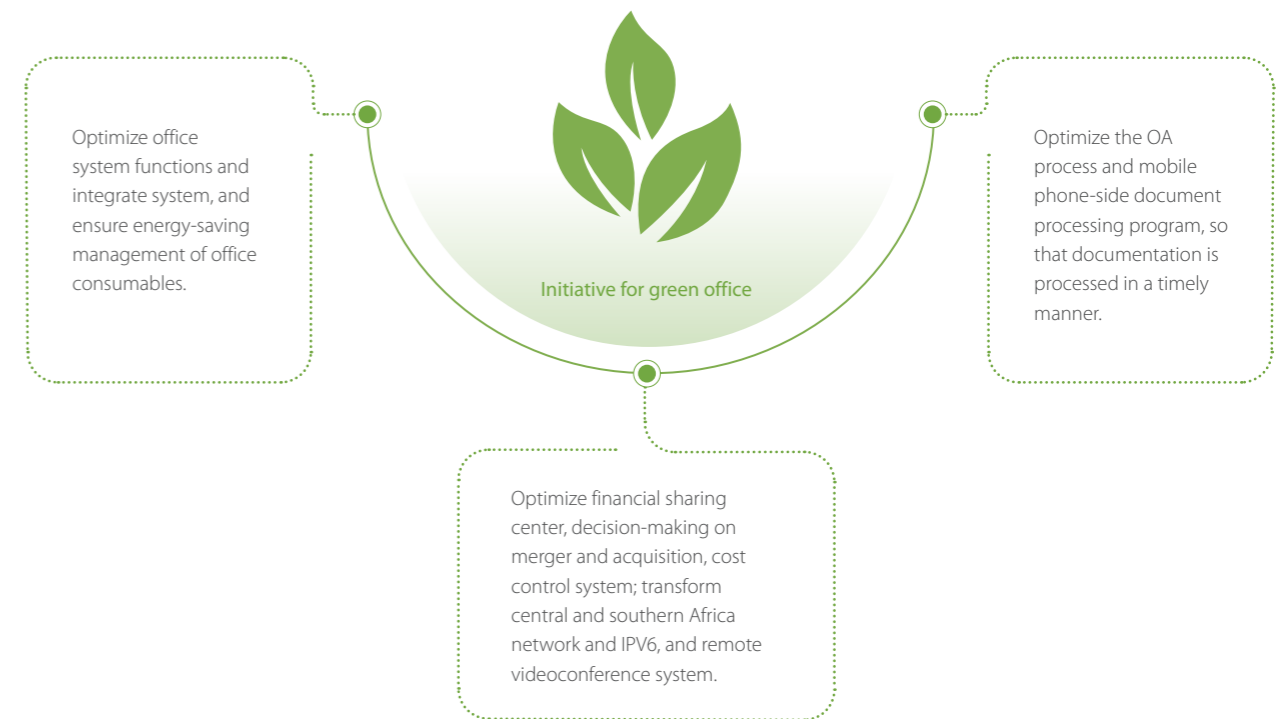 Optimize office
system functions and
integrate system, and
ensure energy-saving
management of office
consumables.
Initiative for green office
Optimize the OA
process and mobile
phone-side document
processing program, so
that documentation is
processed in a timely
manner.
Optimize financial sharing
center, decision-making on
merger and acquisition, cost
control system; transform
central and southern Africa
network and IPV6, and remote
videoconference system.